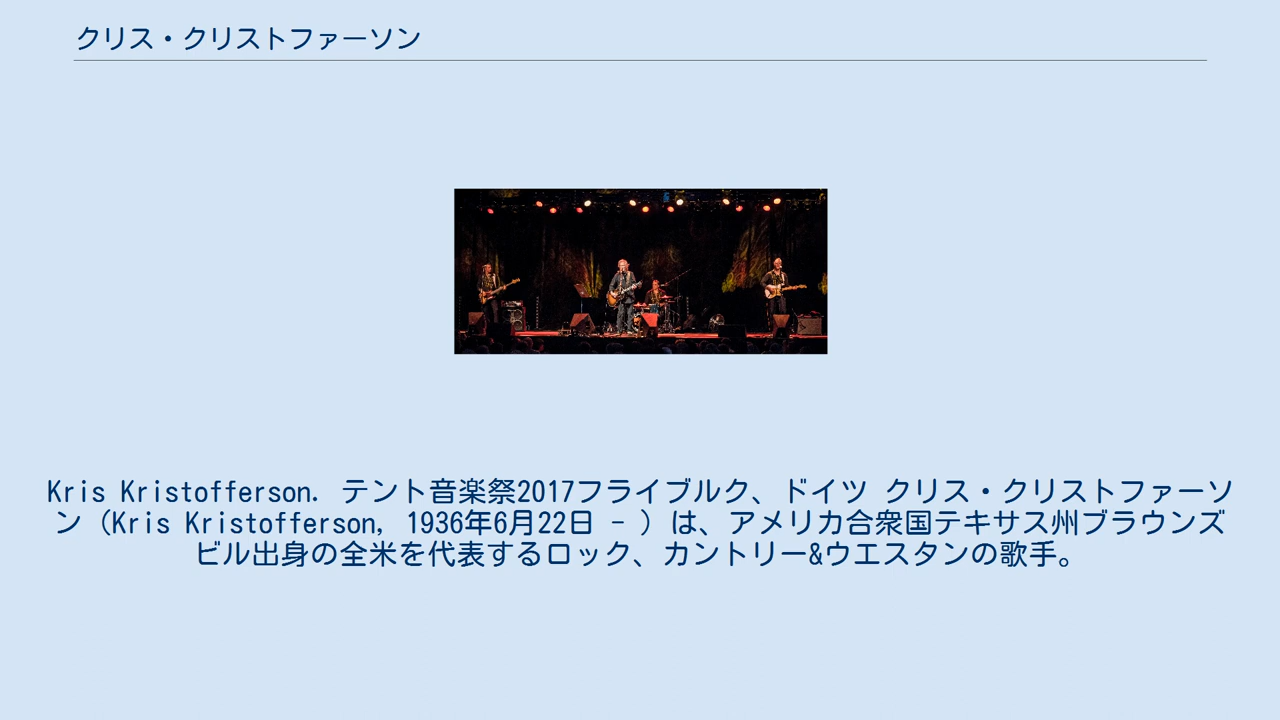 クリス・クリストファーソン
Kris Kristofferson. テント音楽祭2017フライブルク、ドイツ クリス・クリストファーソ
ン（Kris Kristofferson, 1936年6月22日 - ）は、アメリカ合衆国テキサス州ブラウンズ
ビル出身の全米を代表するロック、カントリー&ウエスタンの歌手。